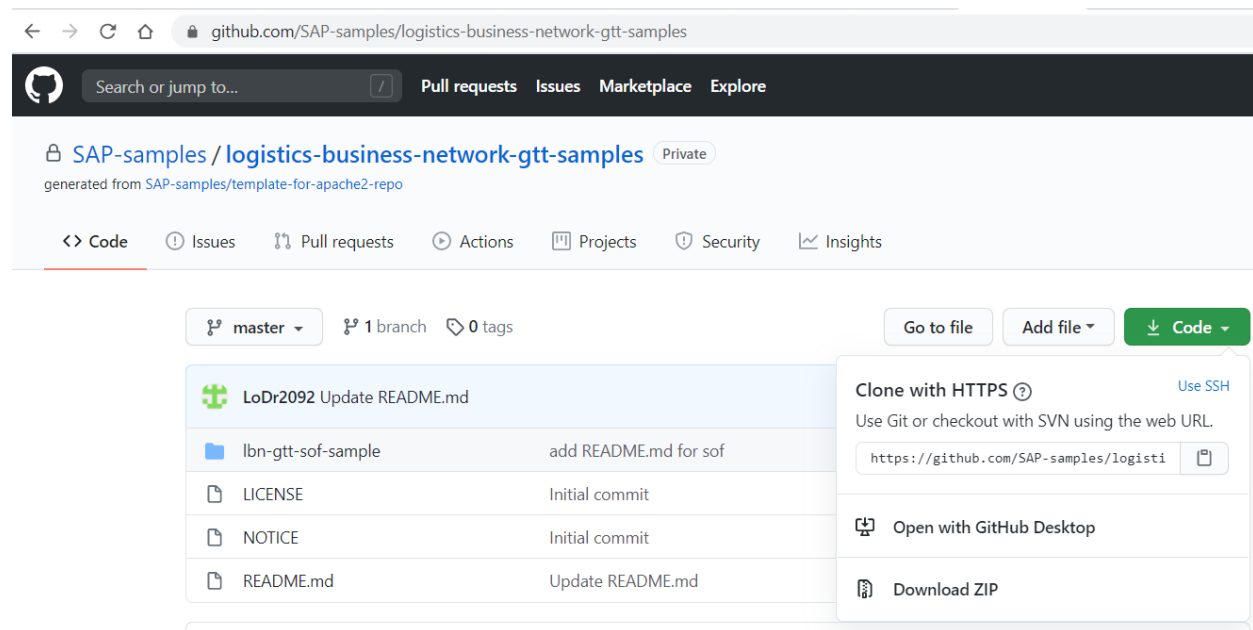 github.com/SAP-samples/logistics-business-network-gtt-samples
Search or jump to... / Pull requests Issues Marketplace Explore
SAP-samples / logistics-business-network-gtt-samples Private
generated from SAP-samples/template-for-apache2-repo
<> Code Issues Pull requests Actions Projects Security Insights
master 1 branch 0 tags Go to file Add file Code
LoDr2092 Update README.md
lbn-gtt-sof-sample add README.md for sof
LICENSE Initial commit
NOTICE Initial commit
README.md Update README.md
Clone with HTTPS ? Use SSH
Use Git or checkout with SVN using the web URL.
https://github.com/SAP-samples/logisti
Open with GitHub Desktop
Download ZIP